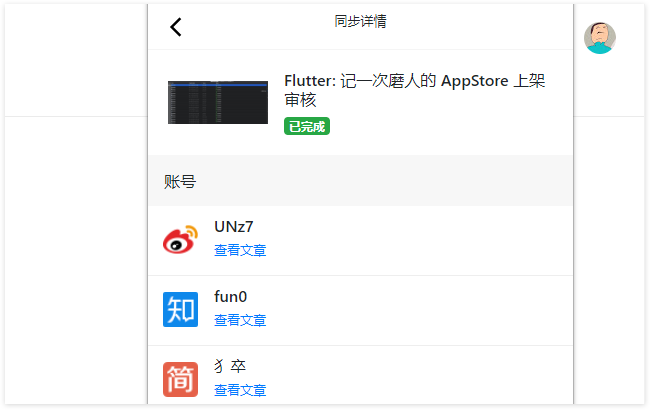 同步详情
Flutter: 记一次磨人的 AppStore 上架
审核
已完成
账号
UNz7
查看文章
知
fun0
查看文章
简
犭卒
查看文章